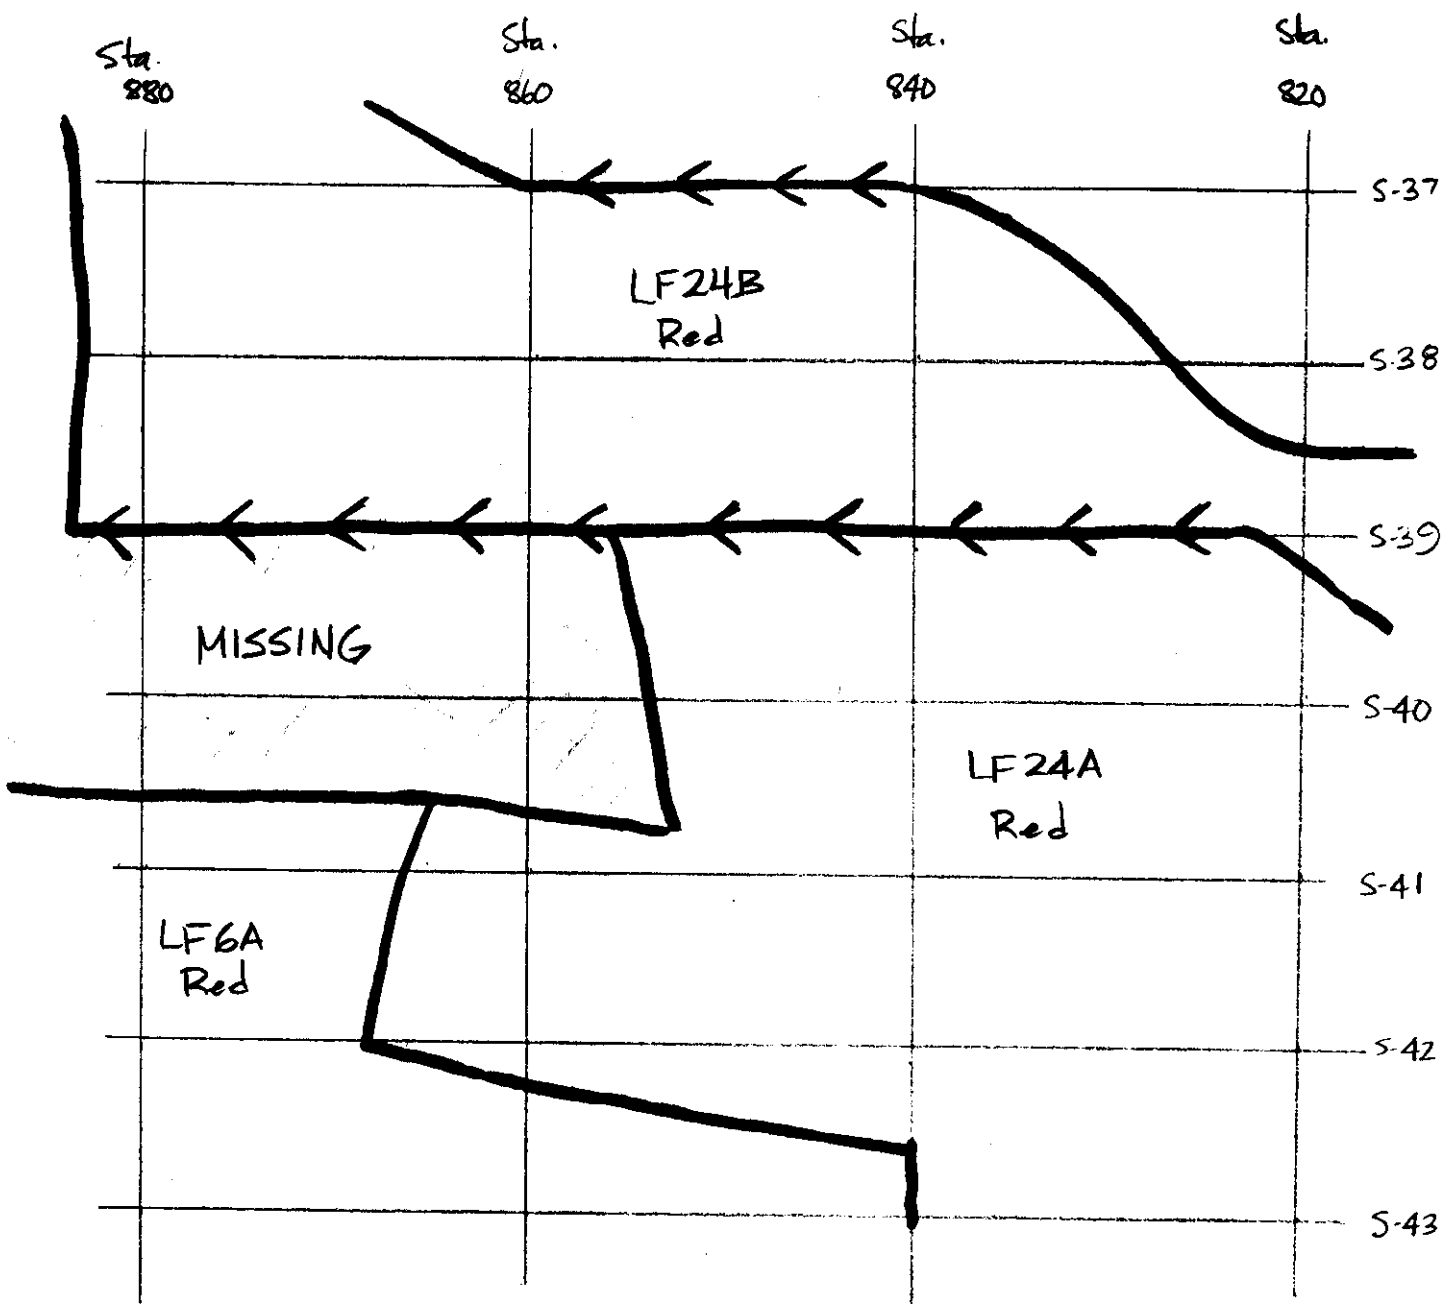 Sta.
880
Sta.
860
Sta.
840
Sta.
820
S-37
LF24B
Red
S-38
S-39
MISSING
S-40
LF24A
Red
S-41
LF6A
Red
S-42
S-43